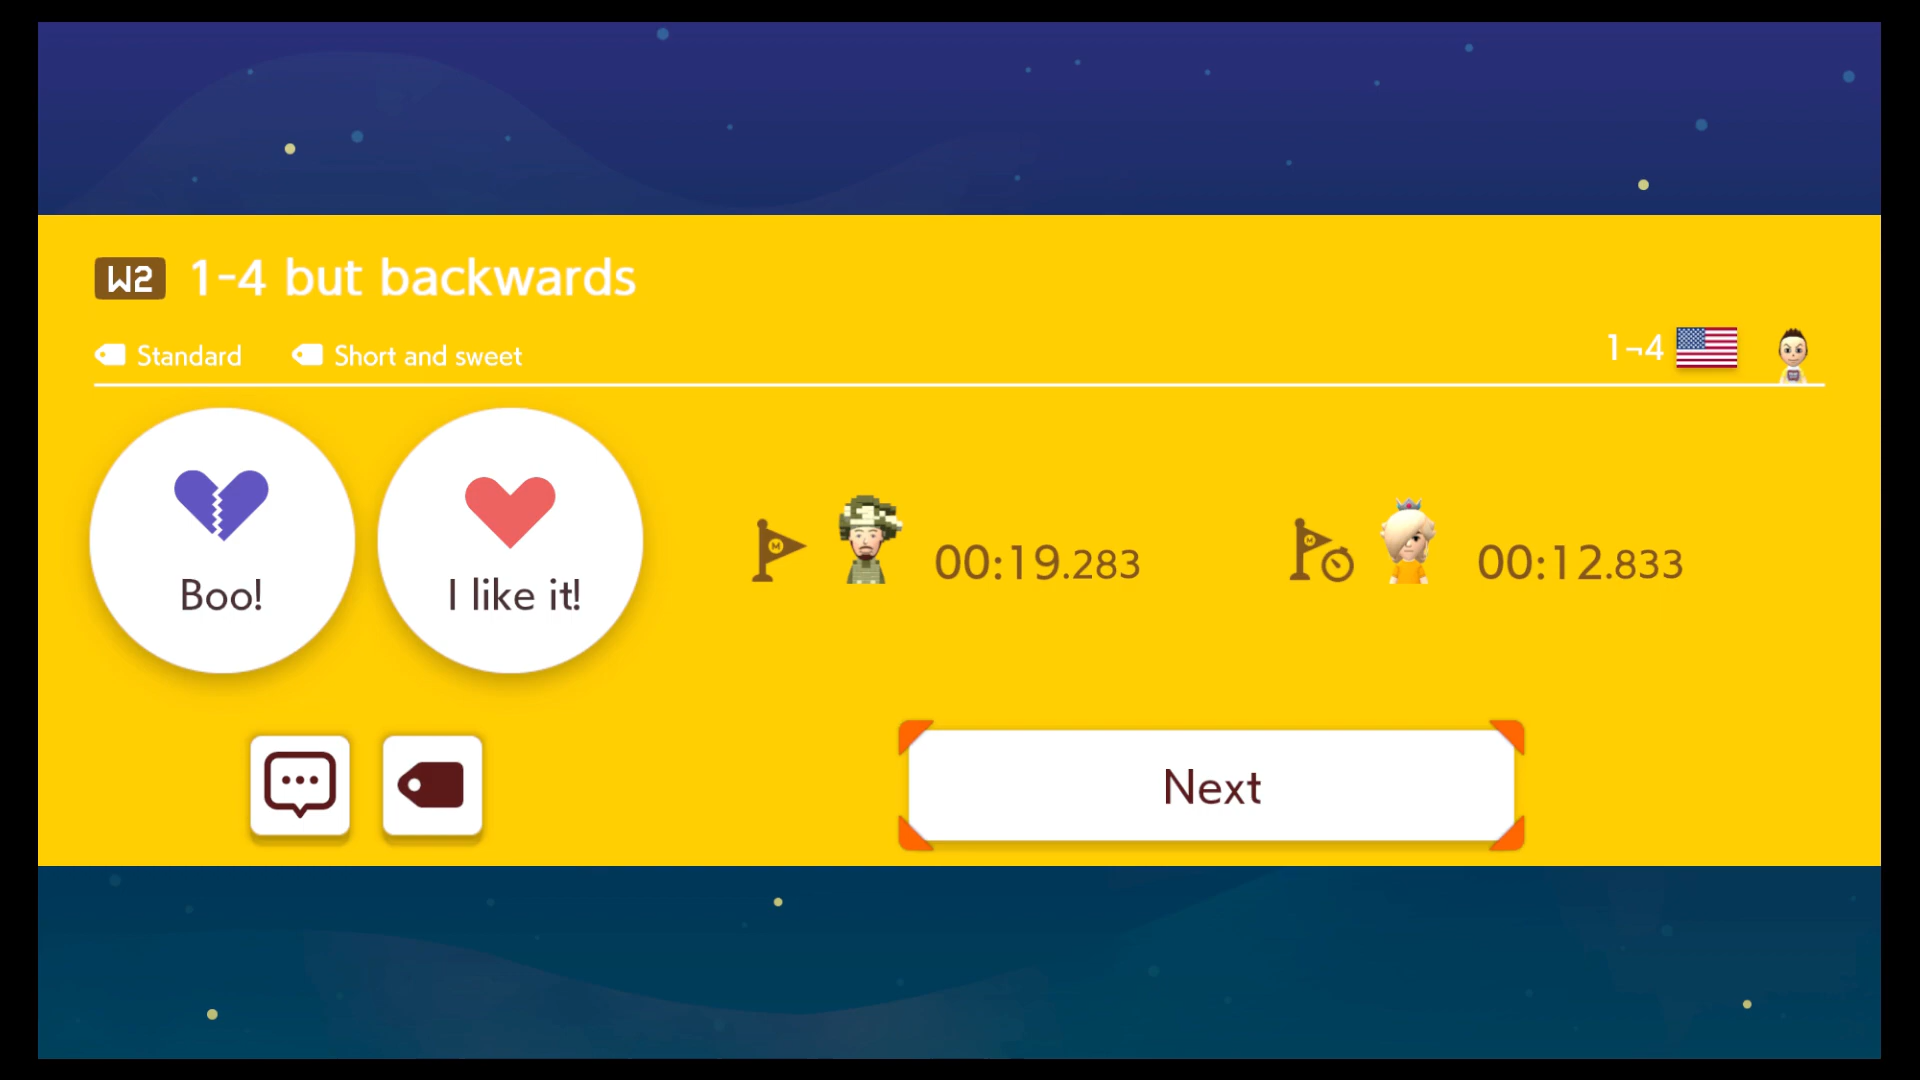 W2 1-4 but backwards
Standard Short and sweet
1¬4
Boo!
I like it!
M 00:19.283
M 00:12.833
Next